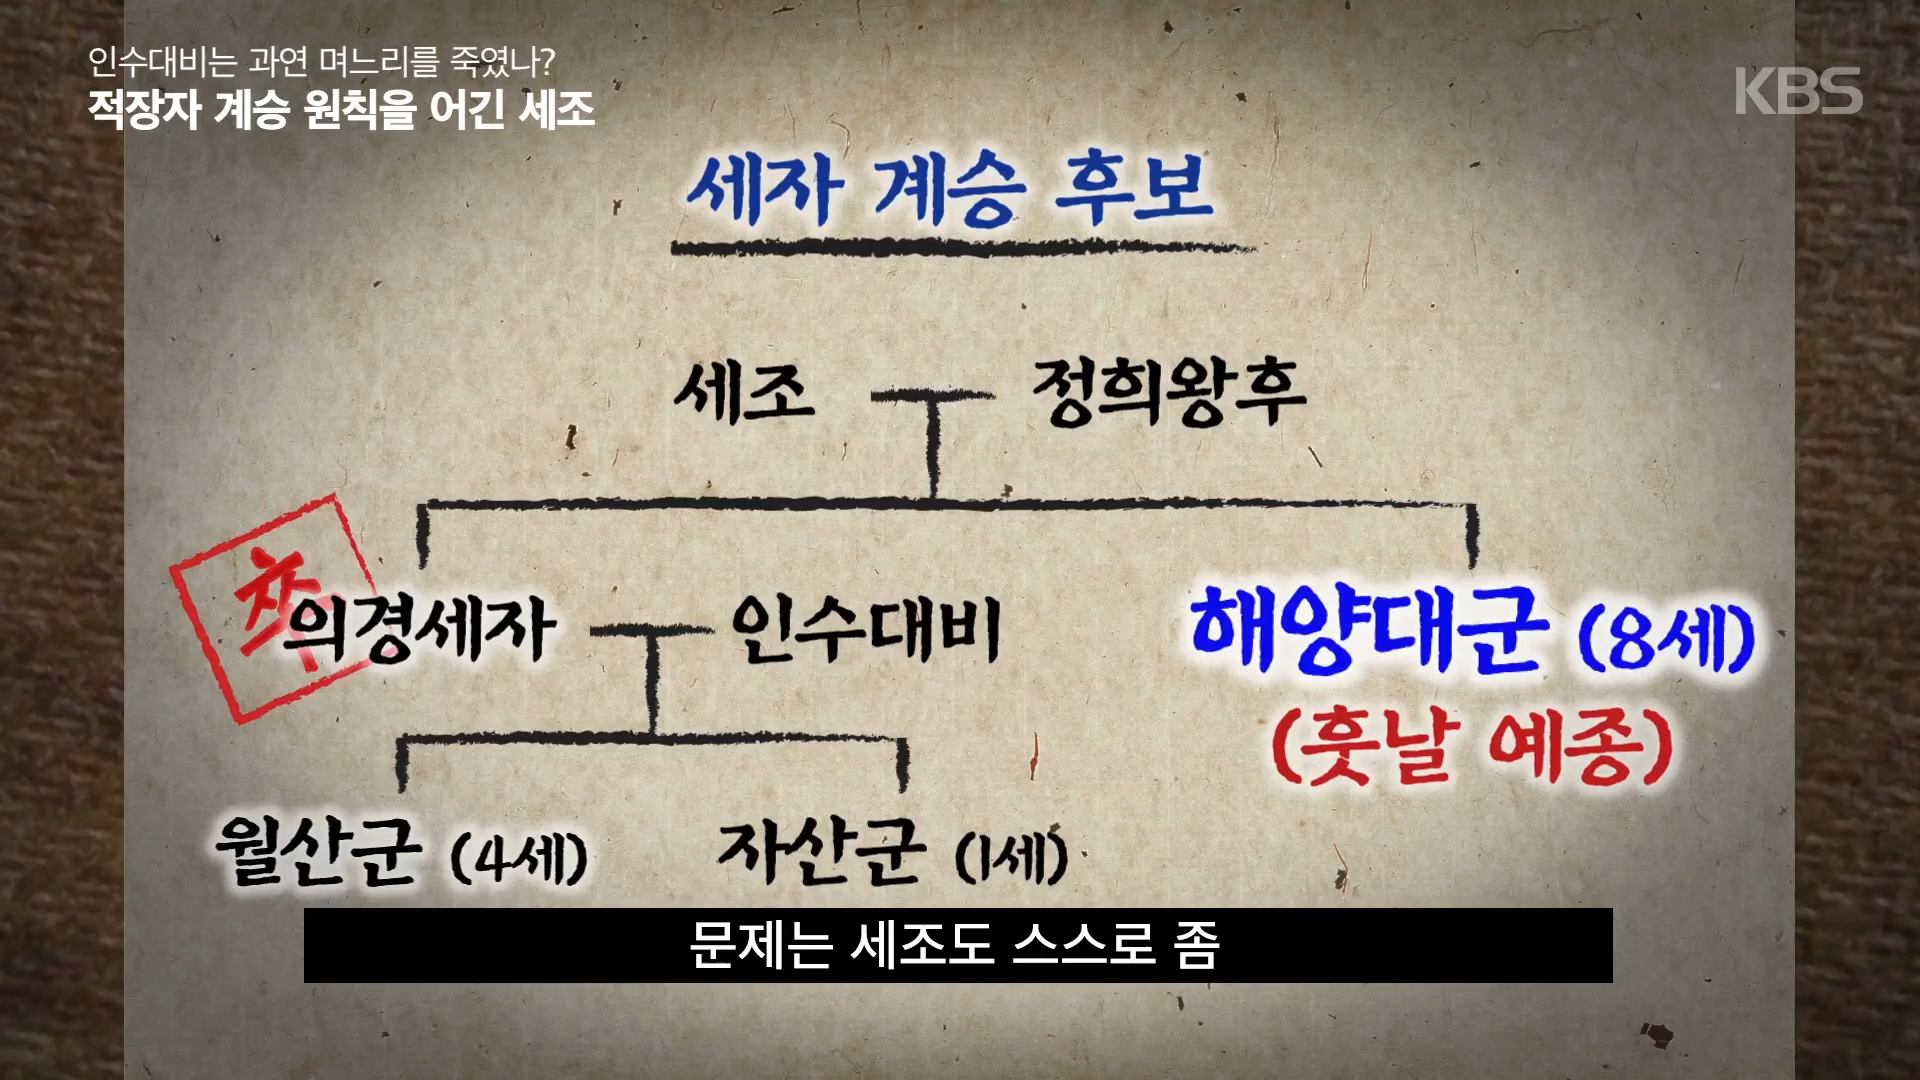 인수대비는 과연 며느리를 죽였나?
적장자 계승 원칙을 어긴 세조
KBS
세자 계승 후보
세조 정희왕후
의경세자 인수대비 해양대군 (8세)
(훗날 예종)
월산군 (4세) 자산군 (1세)
문제는 세조도 스스로 좀